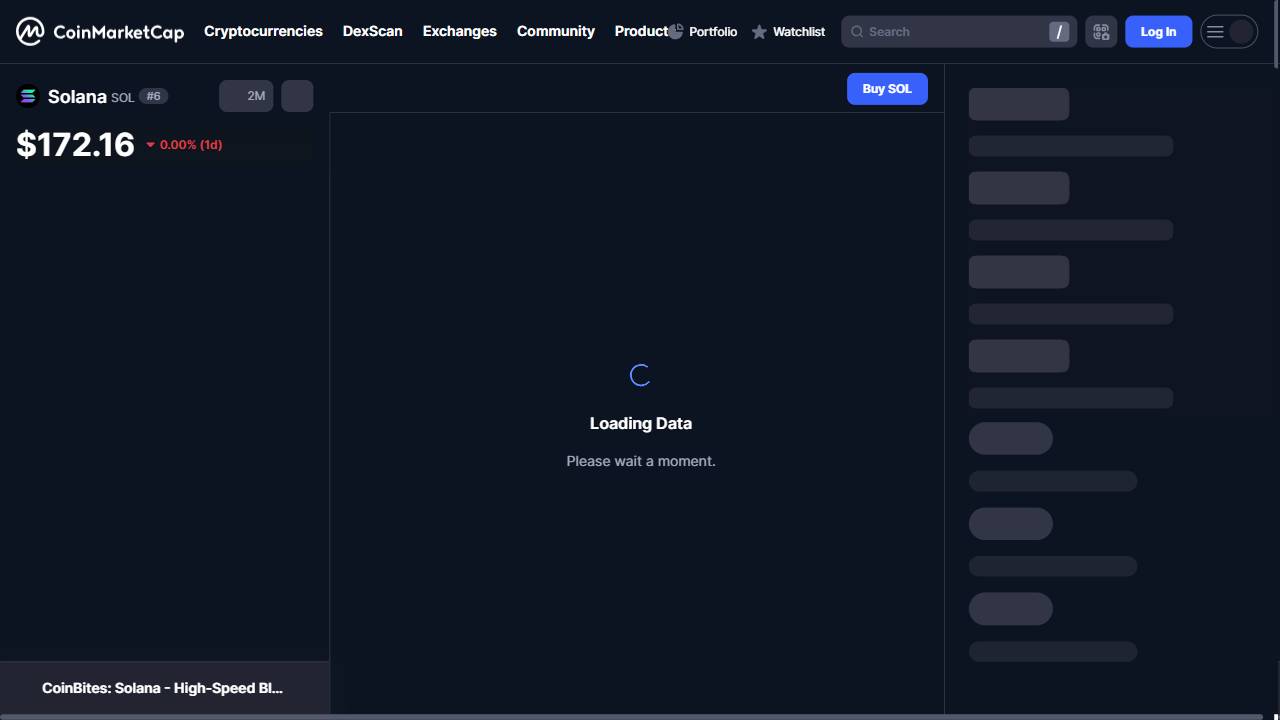 CoinMarketCap
Cryptocurrencies
DexScan
Exchanges
Community
Product
Portfolio
Watchlist
Search
/
Log In
Solana SOL #6
2M
$172.16
0.00% (1d)
Buy SOL
Loading Data
Please wait a moment.
CoinBites: Solana - High-Speed Bl...